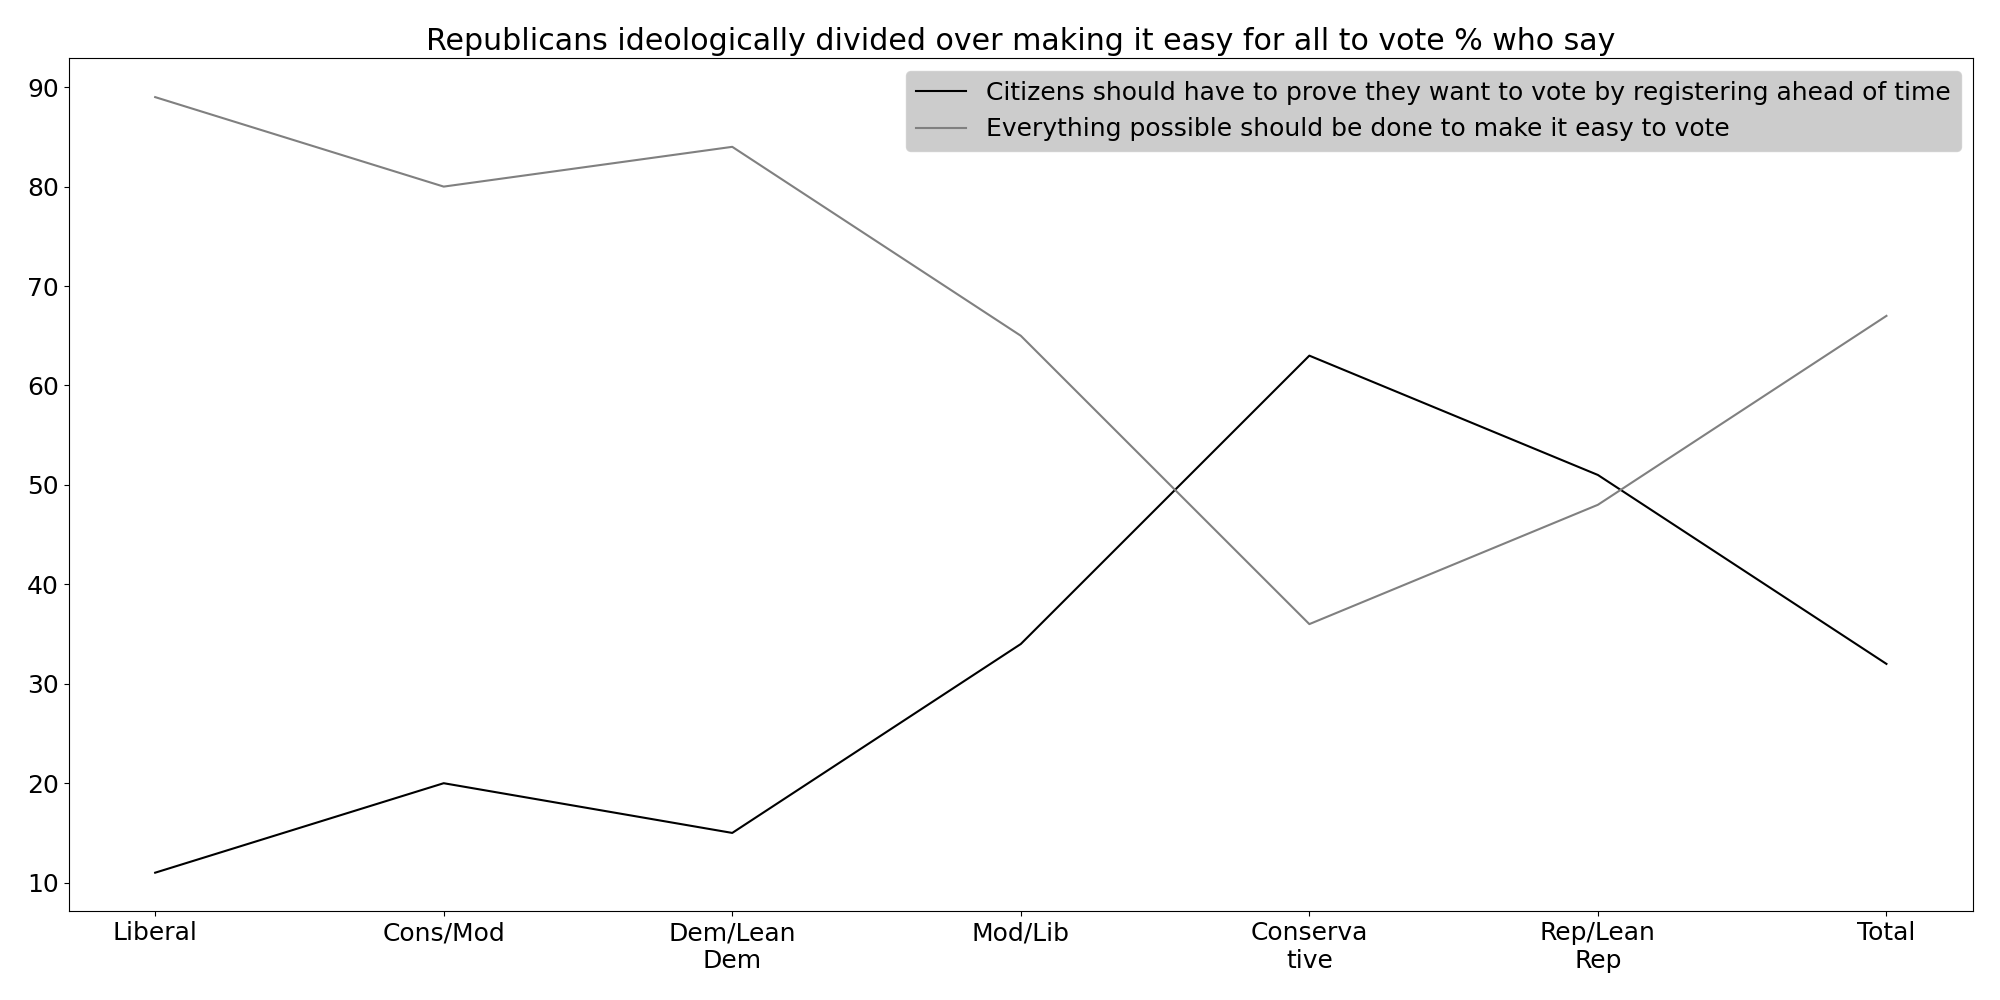 Republicans ideologically divided over making it easy for all to vote % who say
Citizens should have to prove they want to vote by registering ahead of time
Everything possible should be done to make it easy to vote
90
80
70
60
50
40
30
20
10
Liberal
Cons/Mod
Dem/Lean
Dem
Mod/Lib
Conserva
tive
Rep/Lean
Rep
Total